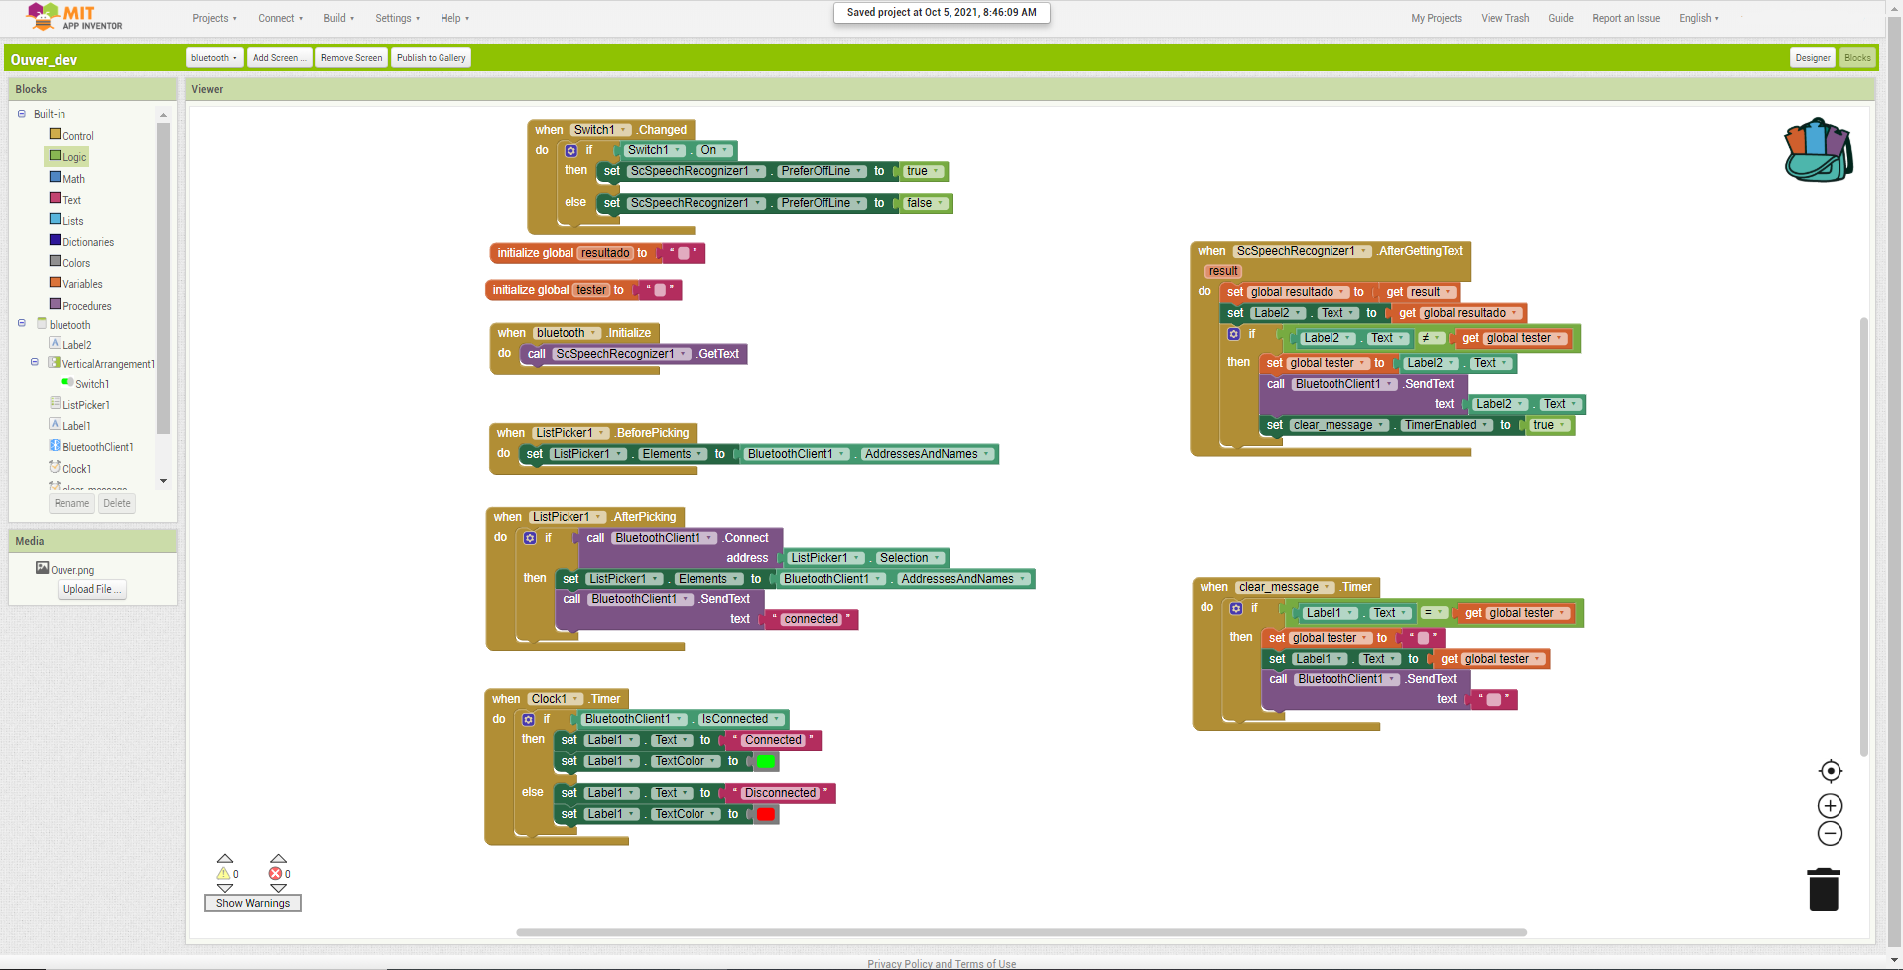 MIT
APP INVENTOR
Projects
Connect
Build
Settings
Help
Saved project at Oct 5, 2021, 8:46:09 AM
My Projects
View Trash
Guide
Report an Issue
English
Ouver_dev
bluetooth
Add Screen ...
Remove Screen
Publish to Gallery
Designer
Blocks
Blocks
Built-in
Control
Logic
Math
Text
Lists
Dictionaries
Colors
Variables
Procedures
bluetooth
Label2
VerticalArrangement1
Switch1
ListPicker1
Label1
BluetoothClient1
Clock1
clear_message
Rename
Delete
Media
Ouver.png
Upload File ...
Viewer
when Switch1 .Changed
do if Switch1 . On
then set ScSpeechRecognizer1 . PreferOffLine to true
else set ScSpeechRecognizer1 . PreferOffLine to false
initialize global resultado to “ ”
initialize global tester to “ ”
when bluetooth .Initialize
do call ScSpeechRecognizer1 .GetText
when ListPicker1 .BeforePicking
do set ListPicker1 . Elements to BluetoothClient1 . AddressesAndNames
when ListPicker1 .AfterPicking
do if call BluetoothClient1 .Connect
address ListPicker1 . Selection
then set ListPicker1 . Elements to BluetoothClient1 . AddressesAndNames
call BluetoothClient1 .SendText
text “ connected ”
when Clock1 .Timer
do if BluetoothClient1 . IsConnected
then set Label1 . Text to “ Connected ”
set Label1 . TextColor to
else set Label1 . Text to “ Disconnected ”
set Label1 . TextColor to
when ScSpeechRecognizer1 .AfterGettingText
result
do set global resultado to get result
set Label2 . Text to get global resultado
if Label2 . Text ≠ get global tester
then set global tester to Label2 . Text
call BluetoothClient1 .SendText
text Label2 . Text
set clear_message . TimerEnabled to true
when clear_message .Timer
do if Label1 . Text = get global tester
then set global tester to “ ”
set Label1 . Text to get global tester
call BluetoothClient1 .SendText
text “ ”
0
0
Show Warnings
Privacy Policy and Terms of Use